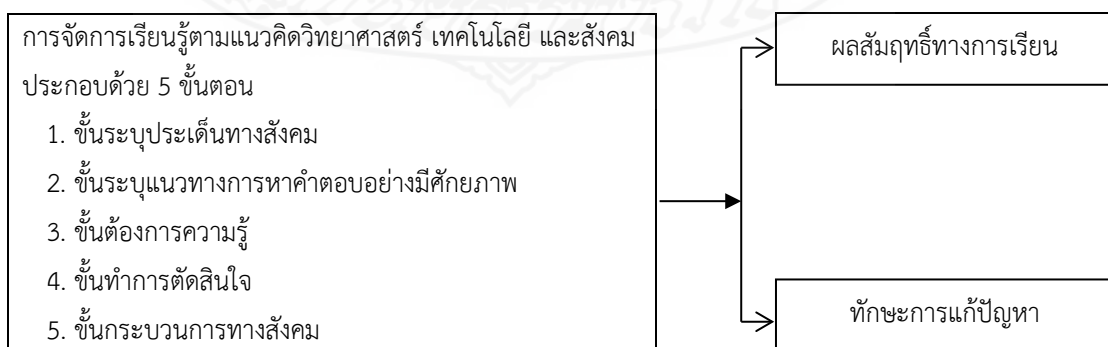 การจัดการเรียนรู้ตามแนวคิดวิทยาศาสตร์ เทคโนโลยี และสังคม
ประกอบด้วย 5 ขั้นตอน
1. ขั้นระบุประเด็นทางสังคม
2. ขั้นระบุแนวทางการหาคำตอบอย่างมีศักยภาพ
3. ขั้นต้องการความรู้
4. ขั้นทำการตัดสินใจ
5. ขั้นกระบวนการทางสังคม
ผลสัมฤทธิ์ทางการเรียน
ทักษะการแก้ปัญหา